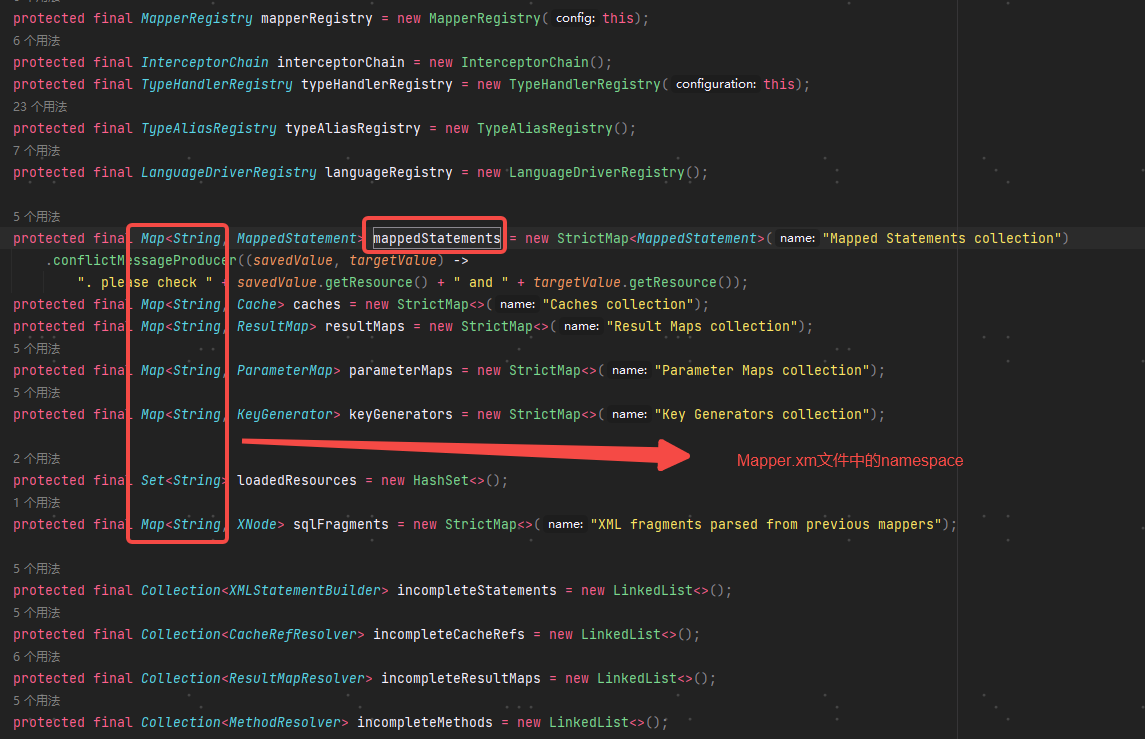 protected final MapperRegistry mapperRegistry = new MapperRegistry( config: this);
6 个用法
protected final InterceptorChain interceptorChain = new InterceptorChain();
protected final TypeHandlerRegistry typeHandlerRegistry = new TypeHandlerRegistry( configuration: this);
23 个用法
protected final TypeAliasRegistry typeAliasRegistry = new TypeAliasRegistry();
7 个用法
protected final LanguageDriverRegistry languageRegistry = new LanguageDriverRegistry();
5 个用法
protected final Map<String, MappedStatement> mappedStatements = new StrictMap<MappedStatement>( name: "Mapped Statements collection")
.conflictMessageProducer((savedValue, targetValue) ->
". please check " + savedValue.getResource() + " and " + targetValue.getResource());
protected final Map<String, Cache> caches = new StrictMap<>( name: "Caches collection");
protected final Map<String, ResultMap> resultMaps = new StrictMap<>( name: "Result Maps collection");
5 个用法
protected final Map<String, ParameterMap> parameterMaps = new StrictMap<>( name: "Parameter Maps collection");
5 个用法
protected final Map<String, KeyGenerator> keyGenerators = new StrictMap<>( name: "Key Generators collection");
Mapper.xm文件中的namespace
2 个用法
protected final Set<String> loadedResources = new HashSet<>();
1 个用法
protected final Map<String, XNode> sqlFragments = new StrictMap<>( name: "XML fragments parsed from previous mappers");
5 个用法
protected final Collection<XMLStatementBuilder> incompleteStatements = new LinkedList<>();
5 个用法
protected final Collection<CacheRefResolver> incompleteCacheRefs = new LinkedList<>();
6 个用法
protected final Collection<ResultMapResolver> incompleteResultMaps = new LinkedList<>();
5 个用法
protected final Collection<MethodResolver> incompleteMethods = new LinkedList<>();